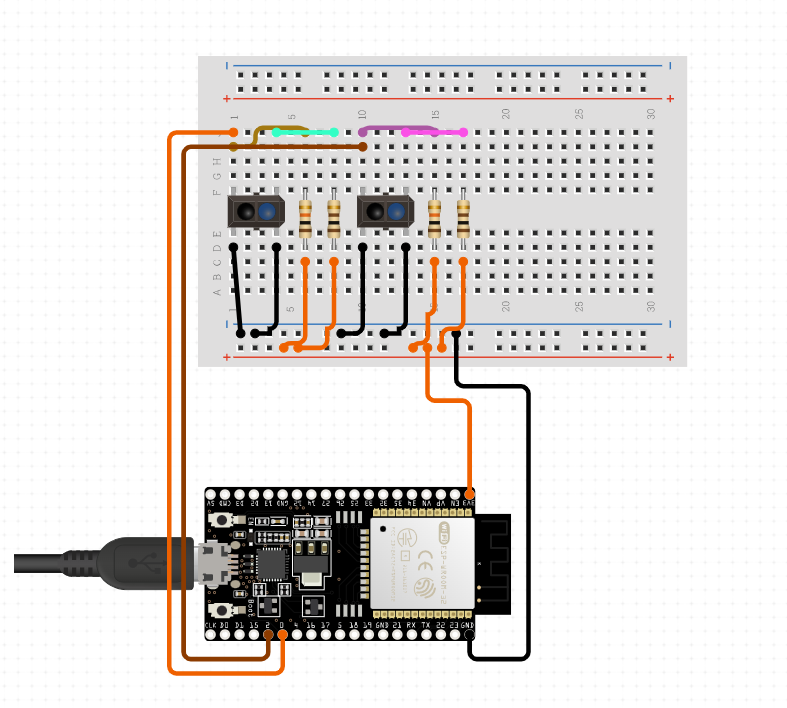 − −
+ +
1 5 10 15 20 25 30
H
G
F
E
D
C
B
A
1 5 10 15 20 25 30
− −
+ +
5V CMD D3 D2 13 GND 12 14 27 26 25 33 32 35 34 VN VP EN 3V3
Boot
CLK D0 D1 15 2 0 4 16 17 5 18 19 GND 21 RX TX 22 23 GND